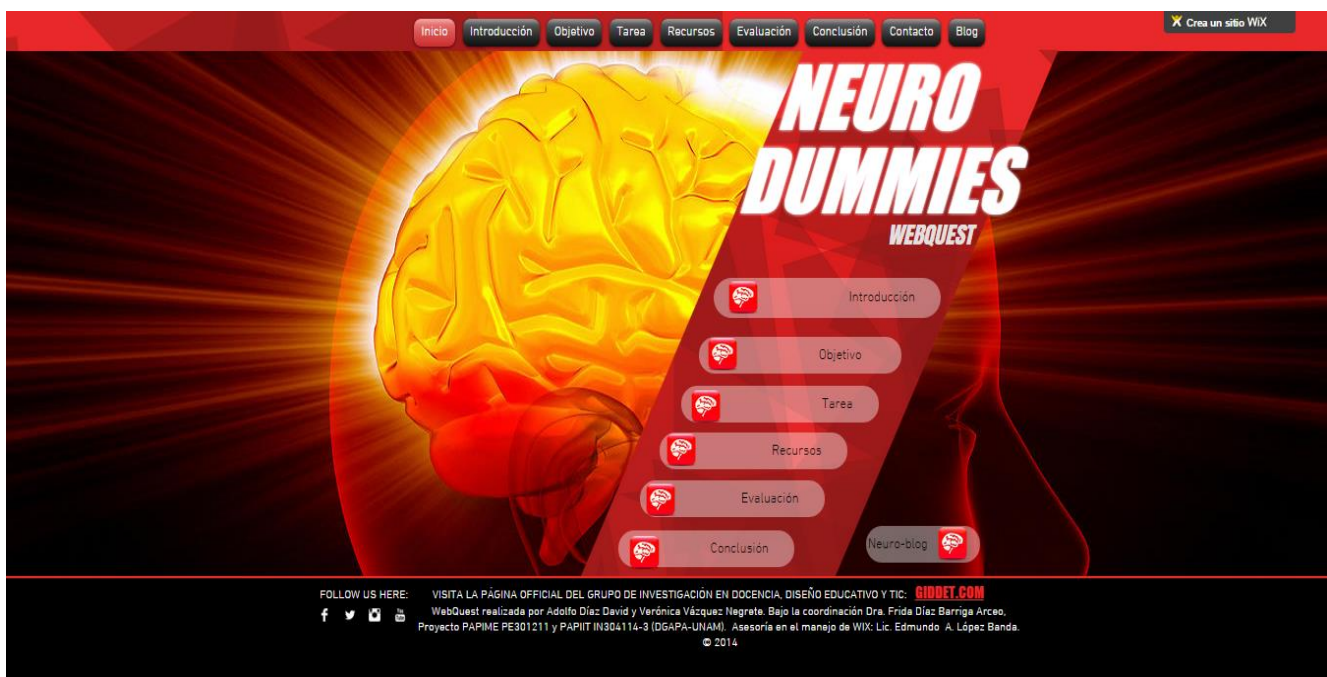 Inicio Introducción Objetivo Tarea Recursos Evaluación Conclusión Contacto Blog
Crea un sitio WiX
NEURO
DUMMIES
WEBQUEST
Introducción
Objetivo
Tarea
Recursos
Evaluación
Conclusión
Neuro-blog
FOLLOW US HERE:
VISITA LA PÁGINA OFFICIAL DEL GRUPO DE INVESTIGACIÓN EN DOCENCIA, DISEÑO EDUCATIVO Y TIC: GIDDET.COM
WebQuest realizada por Adolfo Díaz David y Verónica Vázquez Negrete. Bajo la coordinación Dra. Frida Díaz Barriga Arceo,
Proyecto PAPIME PE301211 y PAPIIT IN304114-3 (DGAPA-UNAM). Asesoría en el manejo de WIX: Lic. Edmundo A. López Banda.
© 2014